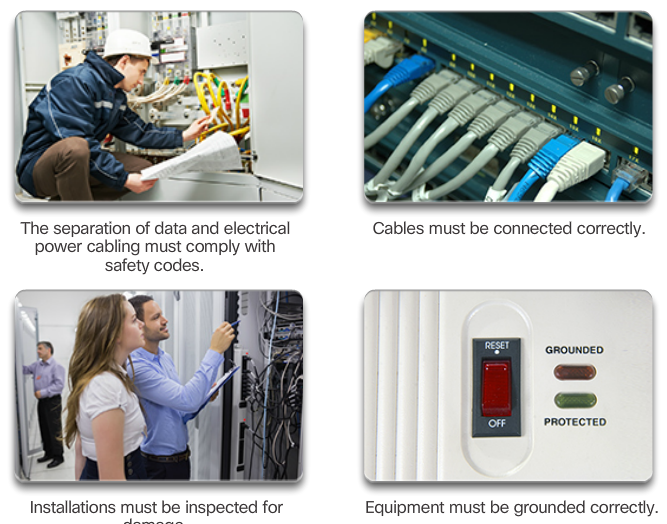 The separation of data and electrical
power cabling must comply with
safety codes.
Cables must be connected correctly.
RESET
OFF
GROUNDED
PROTECTED
Installations must be inspected for
damage.
Equipment must be grounded correctly.